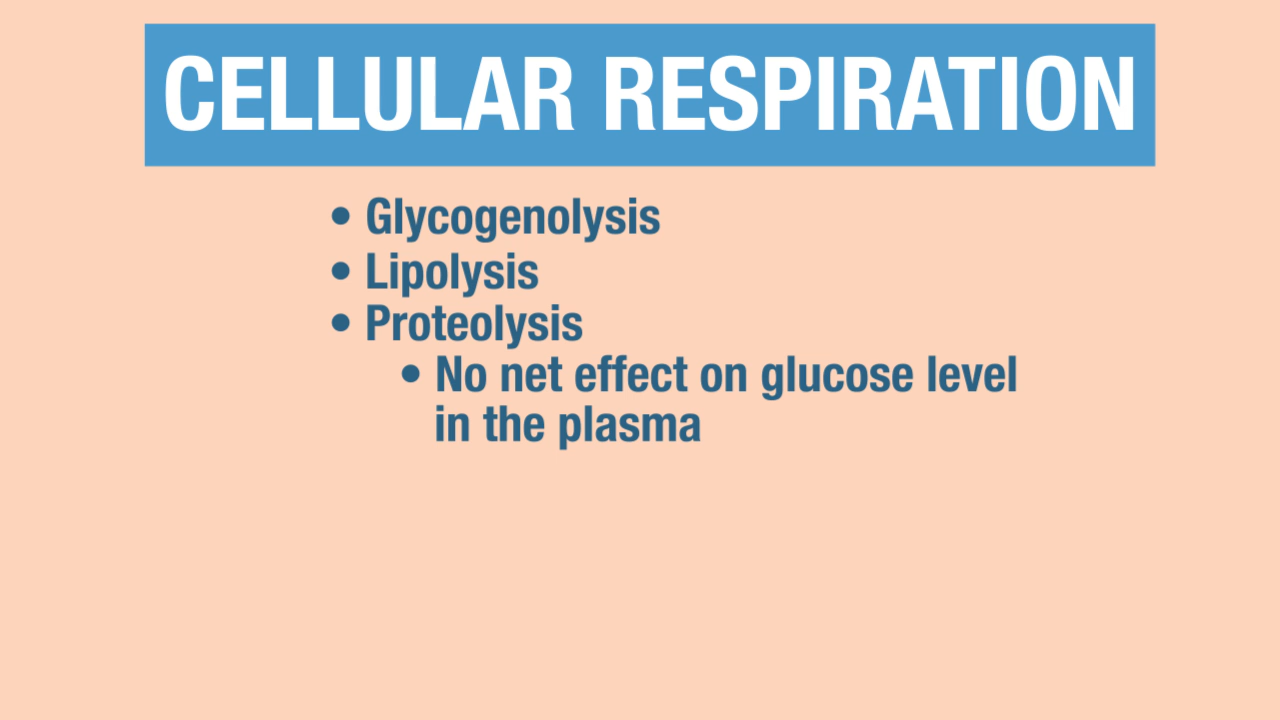 CELLULAR RESPIRATION
• Glycogenolysis
• Lipolysis
• Proteolysis
• No net effect on glucose level
in the plasma